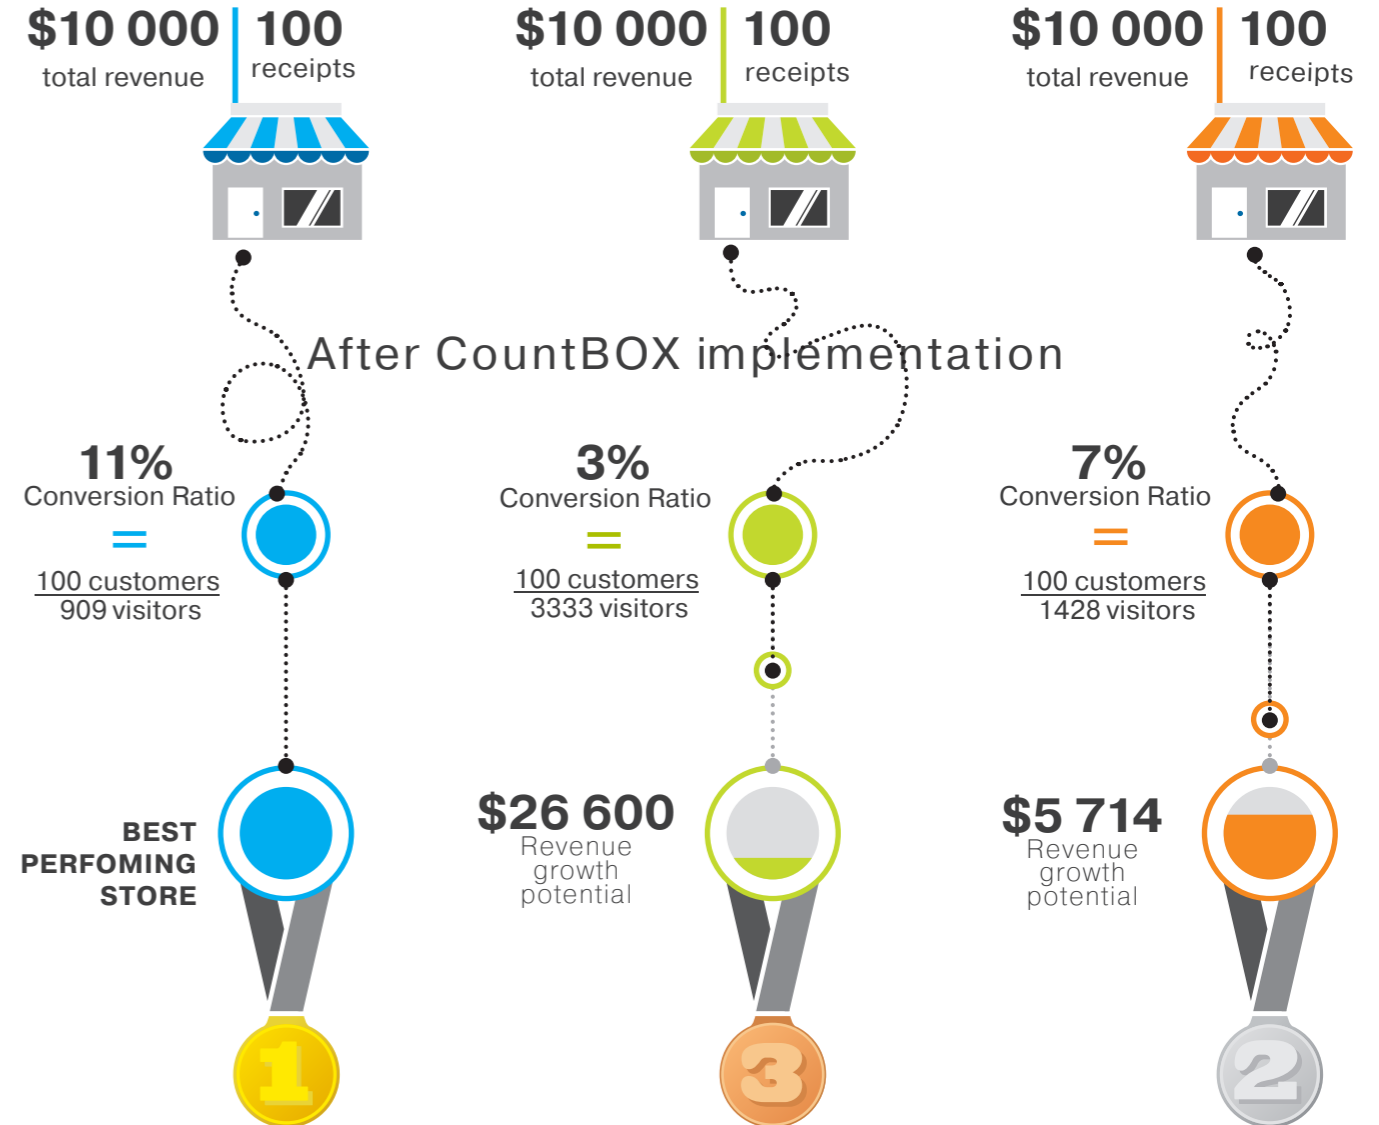 $10 000
total revenue
100
receipts
$10 000
total revenue
100
receipts
$10 000
total revenue
100
receipts
After CountBOX implementation
11%
Conversion Ratio
=
100 customers
909 visitors
3%
Conversion Ratio
=
100 customers
3333 visitors
7%
Conversion Ratio
=
100 customers
1428 visitors
BEST
PERFOMING
STORE
$26 600
Revenue
growth
potential
$5 714
Revenue
growth
potential
1
3
2